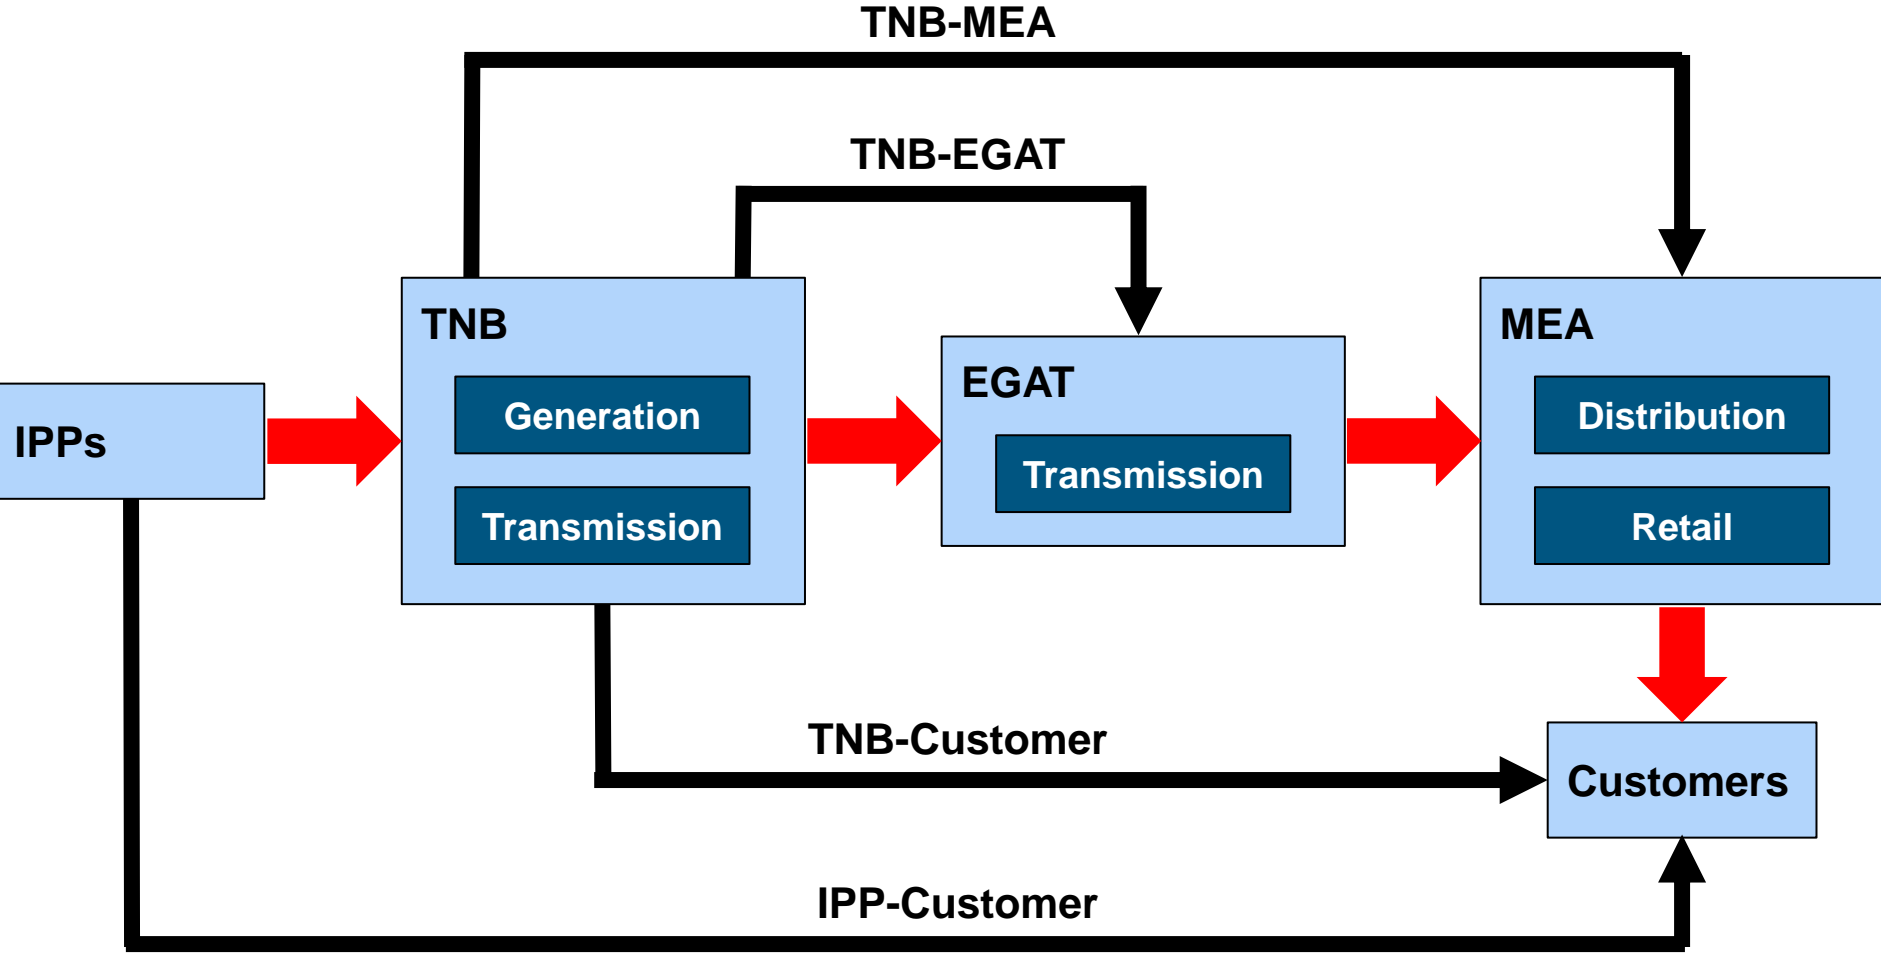 TNB-MEA
TNB-EGAT
TNB
Generation
Transmission
EGAT
Transmission
MEA
Distribution
Retail
IPPs
TNB-Customer
Customers
IPP-Customer